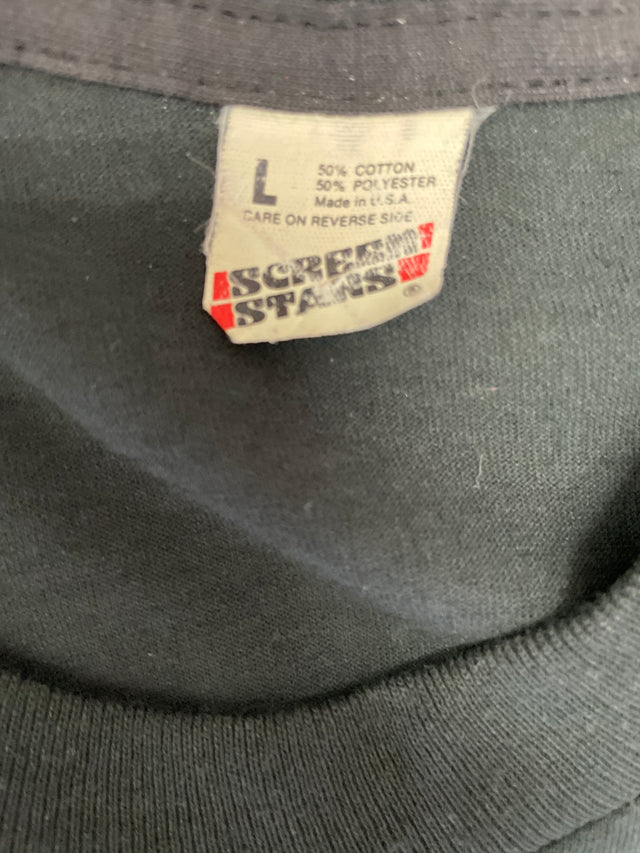 L
50% COTTON
50% POLYESTER
Made in U.S.A.
CARE ON REVERSE SIDE
SCREEN
STARS
®